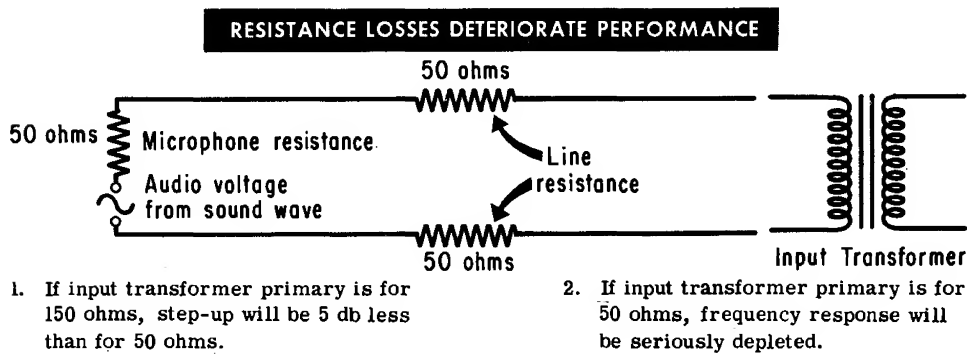 RESISTANCE LOSSES DETERIORATE PERFORMANCE
50 ohms
50 ohms
Microphone resistance
Line
resistance
Audio voltage
from sound wave
50 ohms
Input Transformer
1. If input transformer primary is for
150 ohms, step-up will be 5 db less
than for 50 ohms.
2. If input transformer primary is for
50 ohms, frequency response will
be seriously depleted.